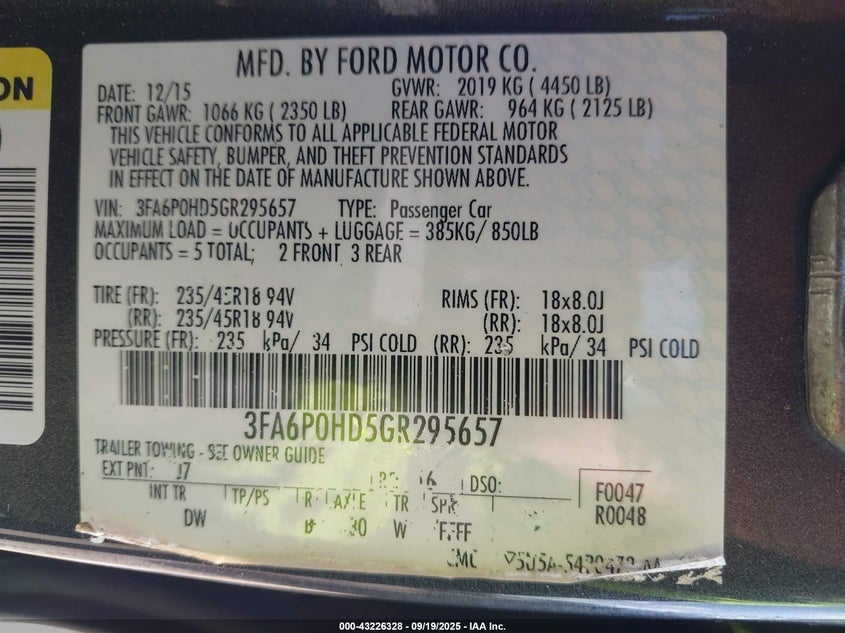 ON
MFD. BY FORD MOTOR CO.
DATE: 12/15 GVWR: 2019 KG ( 4450 LB)
FRONT GAWR: 1066 KG ( 2350 LB) REAR GAWR: 964 KG ( 2125 LB)
THIS VEHICLE CONFORMS TO ALL APPLICABLE FEDERAL MOTOR
VEHICLE SAFETY, BUMPER, AND THEFT PREVENTION STANDARDS
IN EFFECT ON THE DATE OF MANUFACTURE SHOWN ABOVE.
VIN: 3FA6P0HD5GR295657 TYPE: Passenger Car
MAXIMUM LOAD = OCCUPANTS + LUGGAGE = 385KG/ 850LB
OCCUPANTS = 5 TOTAL; 2 FRONT 3 REAR
TIRE (FR): 235/45R18 94V RIMS (FR): 18x8.0J
(RR): 235/45R18 94V (RR): 18x8.0J
PRESSURE (FR): 235 kPa/ 34 PSI COLD (RR): 235 kPa/ 34 PSI COLD
3FA6P0HD5GR295657
TRAILER TOWING - SEE OWNER GUIDE
EXT PNT: DSO: F0047
INT TR TP/PS R AXLE TR SPR R0048
DW W
000-43226328 - 09/19/2025 - IAA Inc.